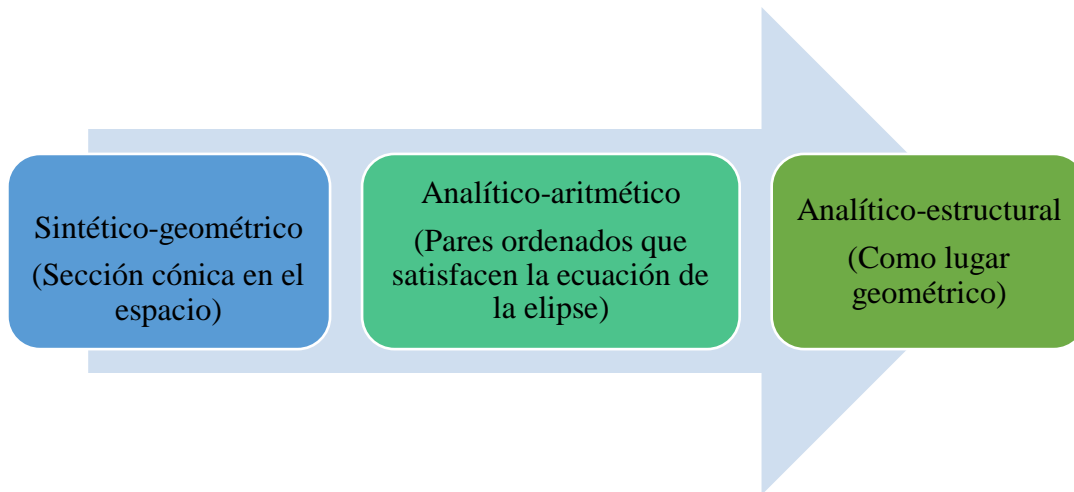 Sintético-geométrico
(Sección cónica en el
espacio)
Analítico-aritmético
(Pares ordenados que
satisfacen la ecuación de
la elipse)
Analítico-estructural
(Como lugar
geométrico)